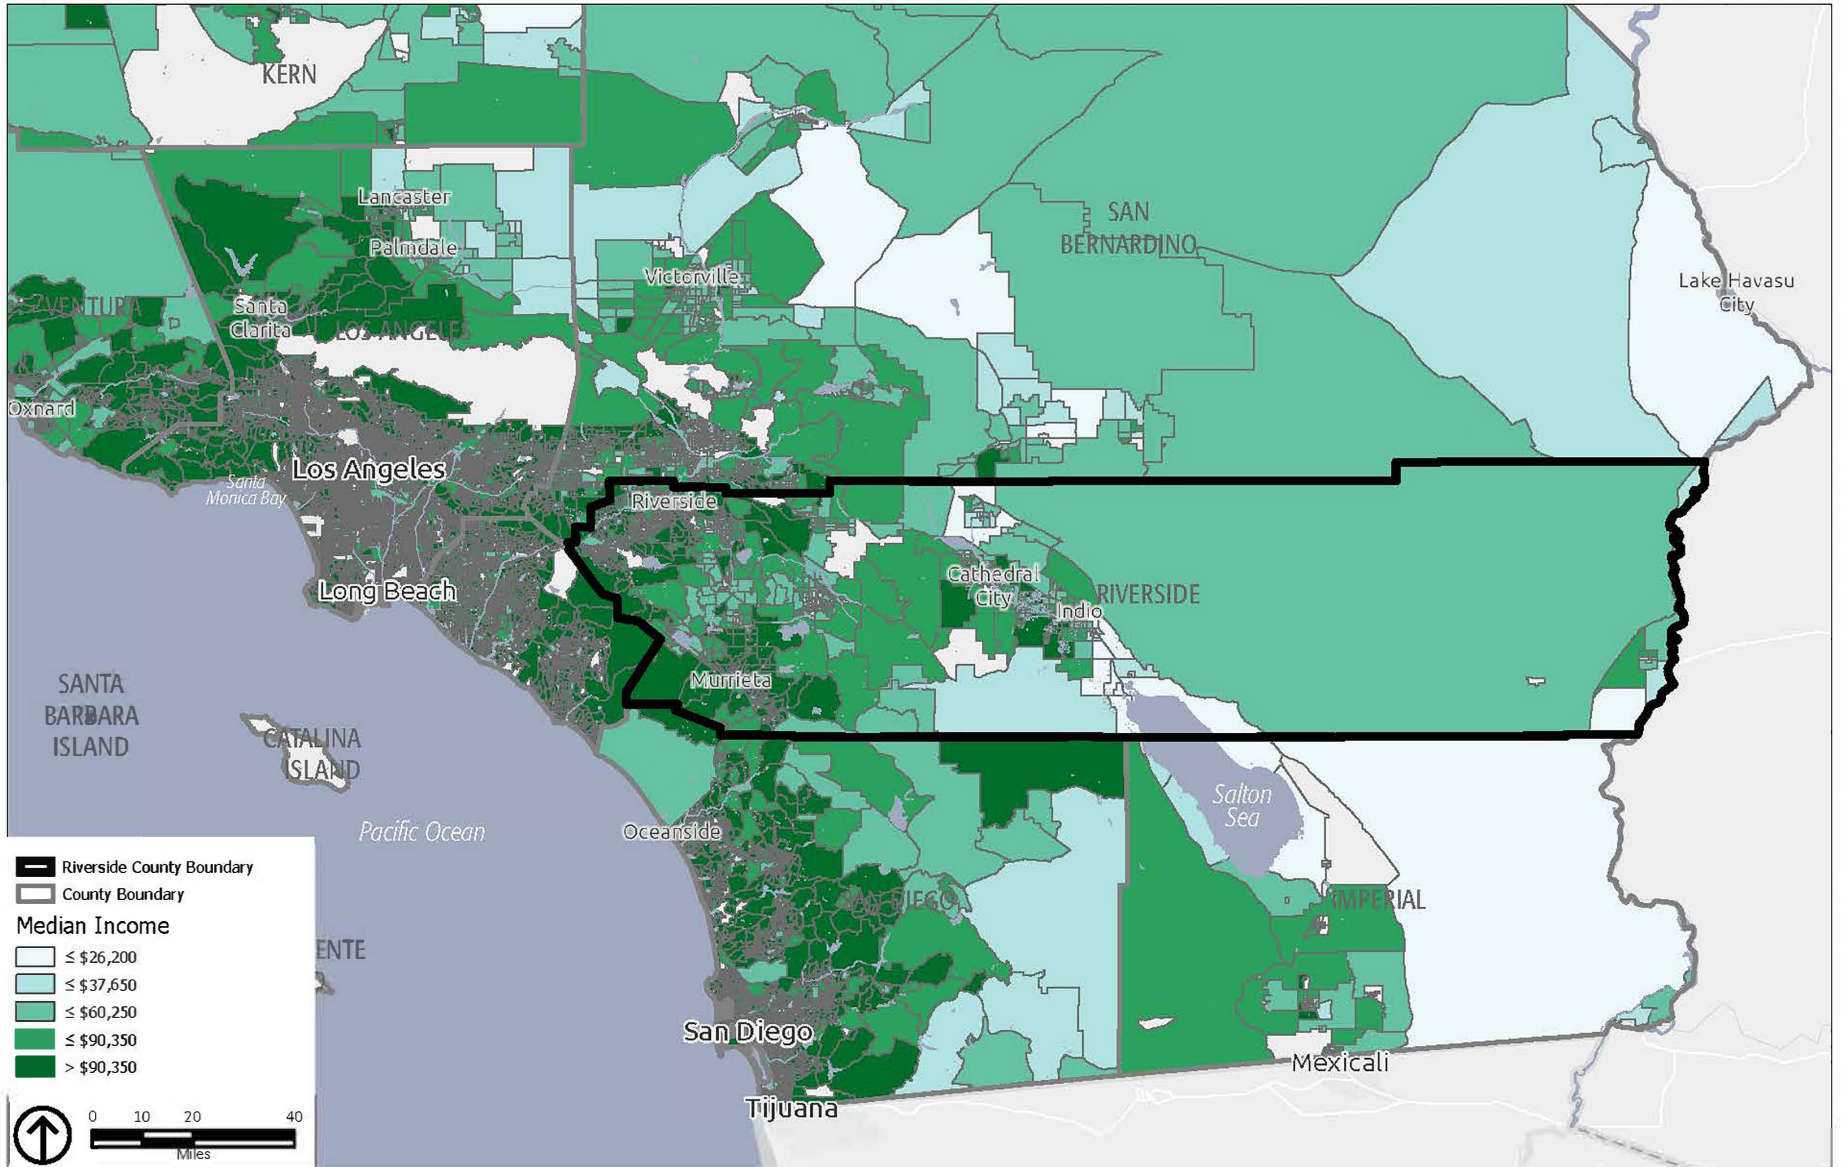 KERN
Lancaster
Palmdale
SAN
BERNARDINO
Victorville
Lake Havasu
City
VENTURA
Santa
Clarita
LOS ANGELES
Oxnard
Los Angeles
Santa
Monica Bay
Riverside
Long Beach
Cathedral
City
Indio
RIVERSIDE
Murrieta
SANTA
BARBARA
ISLAND
CATALINA
ISLAND
Pacific Ocean
Oceanside
Salton
Sea
SAN DIEGO
IMPERIAL
ENTE
San Diego
Mexicali
Tijuana
Riverside County Boundary
County Boundary
Median Income
≤ $26,200
≤ $37,650
≤ $60,250
≤ $90,350
> $90,350
0 10 20 40
Miles